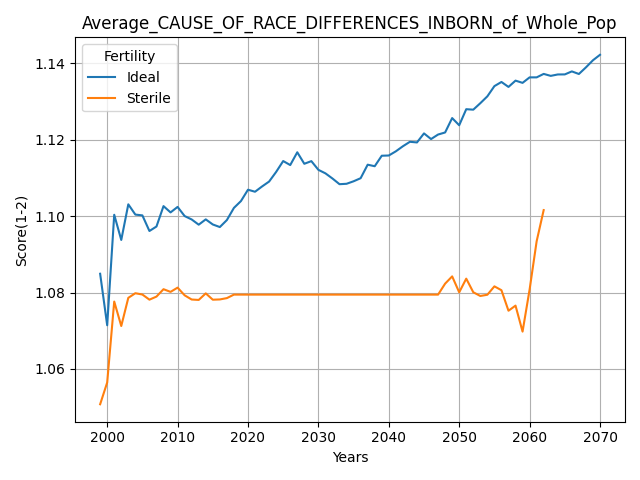 Average_CAUSE_OF_RACE_DIFFERENCES_INBORN_of_Whole_Pop
Fertility
Ideal
Sterile
Score(1-2)
1.14
1.12
1.10
1.08
1.06
2000 2010 2020 2030 2040 2050 2060 2070
Years